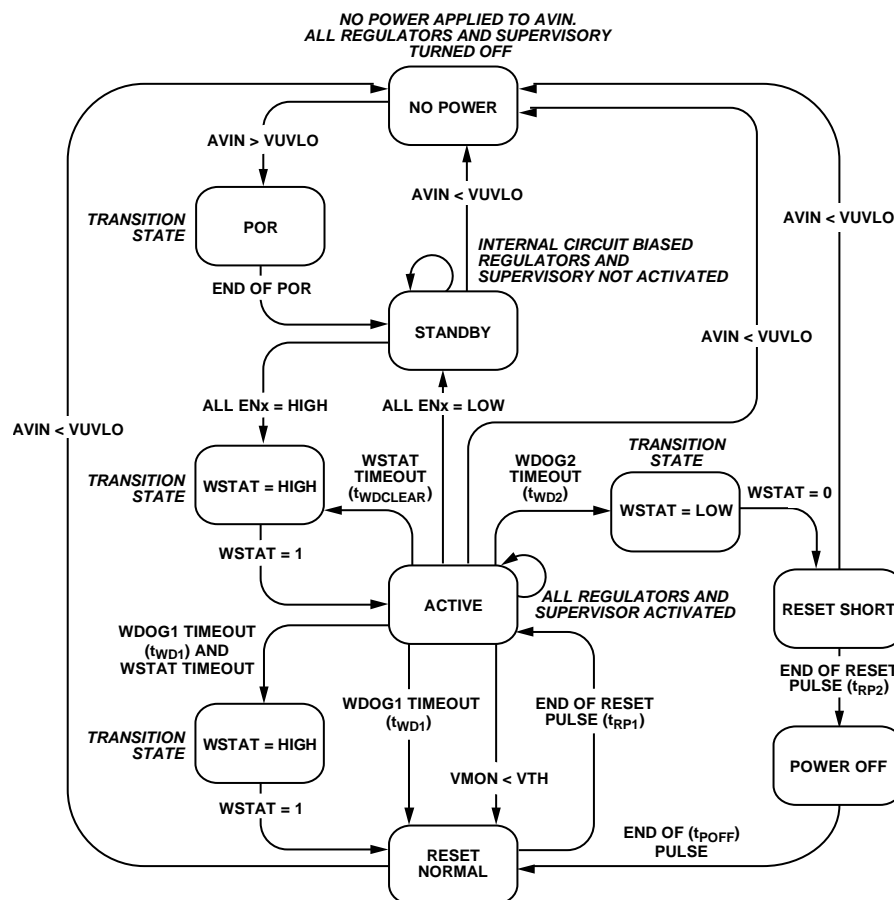 NO POWER APPLIED TO AVIN.
ALL REGULATORS AND SUPERVISORY
TURNED OFF
NO POWER
AVIN > VUVLO
AVIN < VUVLO
AVIN < VUVLO
TRANSITION
STATE
POR
INTERNAL CIRCUIT BIASED
REGULATORS AND
SUPERVISORY NOT ACTIVATED
END OF POR
STANDBY
AVIN < VUVLO
ALL ENx = HIGH
ALL ENx = LOW
AVIN < VUVLO
TRANSITION
STATE
WSTAT = HIGH
WSTAT
TIMEOUT
(tWDCLEAR)
WDOG2
TIMEOUT
(tWD2)
TRANSITION
STATE
WSTAT = LOW
WSTAT = 0
WSTAT = 1
ACTIVE
ALL REGULATORS AND
SUPERVISOR ACTIVATED
RESET SHORT
WDOG1 TIMEOUT
(tWD1) AND
WSTAT TIMEOUT
END OF RESET
PULSE (tRP2)
TRANSITION
STATE
WSTAT = HIGH
WDOG1 TIMEOUT
(tWD1)
END OF RESET
PULSE (tRP1)
POWER OFF
VMON < VTH
WSTAT = 1
RESET
NORMAL
END OF (tPOFF)
PULSE